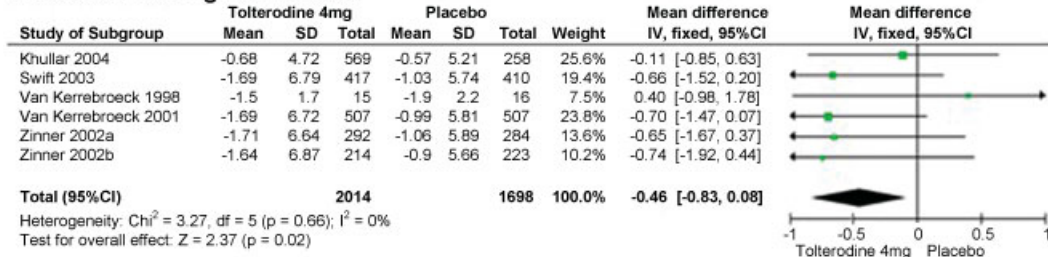 Tolterodine 4mg Placebo Mean difference Mean difference
Study of Subgroup Mean SD Total Mean SD Total Weight IV, fixed, 95%CI IV, fixed, 95%CI
Khullar 2004 -0.68 4.72 569 -0.57 5.21 258 25.6% -0.11 [-0.85, 0.63]
Swift 2003 -1.69 6.79 417 -1.03 5.74 410 19.4% -0.66 [-1.52, 0.20]
Van Kerrebroeck 1998 -1.5 1.7 15 -1.9 2.2 16 7.5% 0.40 [-0.98, 1.78]
Van Kerrebroeck 2001 -1.69 6.72 507 -0.99 5.81 507 23.8% -0.70 [-1.47, 0.07]
Zinner 2002a -1.71 6.64 292 -1.06 5.89 284 13.6% -0.65 [-1.67, 0.37]
Zinner 2002b -1.64 6.87 214 -0.9 5.66 223 10.2% -0.74 [-1.92, 0.44]
Total (95%CI) 2014 1698 100.0% -0.46 [-0.83, 0.08]
Heterogeneity: Chi² = 3.27, df = 5 (p = 0.66); I² = 0%
Test for overall effect: Z = 2.37 (p = 0.02)
-1 -0.5 0 0.5 1
Tolterodine 4mg Placebo